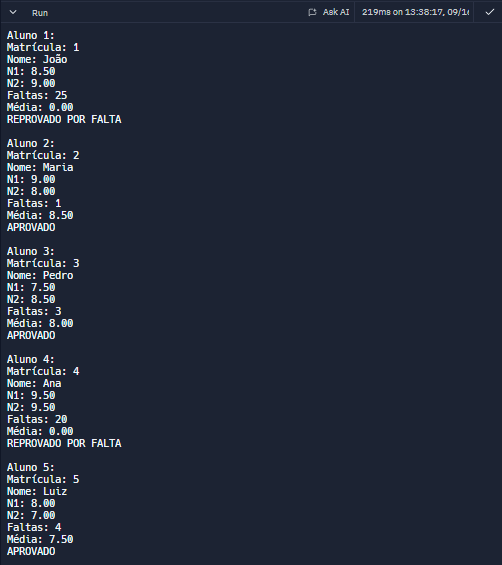 Run Ask AI 219ms on 13:38:17, 09/1
Aluno 1:
Matrícula: 1
Nome: João
N1: 8.50
N2: 9.00
Faltas: 25
Média: 0.00
REPROVADO POR FALTA
Aluno 2:
Matrícula: 2
Nome: Maria
N1: 9.00
N2: 8.00
Faltas: 1
Média: 8.50
APROVADO
Aluno 3:
Matrícula: 3
Nome: Pedro
N1: 7.50
N2: 8.50
Faltas: 3
Média: 8.00
APROVADO
Aluno 4:
Matrícula: 4
Nome: Ana
N1: 9.50
N2: 9.50
Faltas: 20
Média: 0.00
REPROVADO POR FALTA
Aluno 5:
Matrícula: 5
Nome: Luiz
N1: 8.00
N2: 7.00
Faltas: 4
Média: 7.50
APROVADO